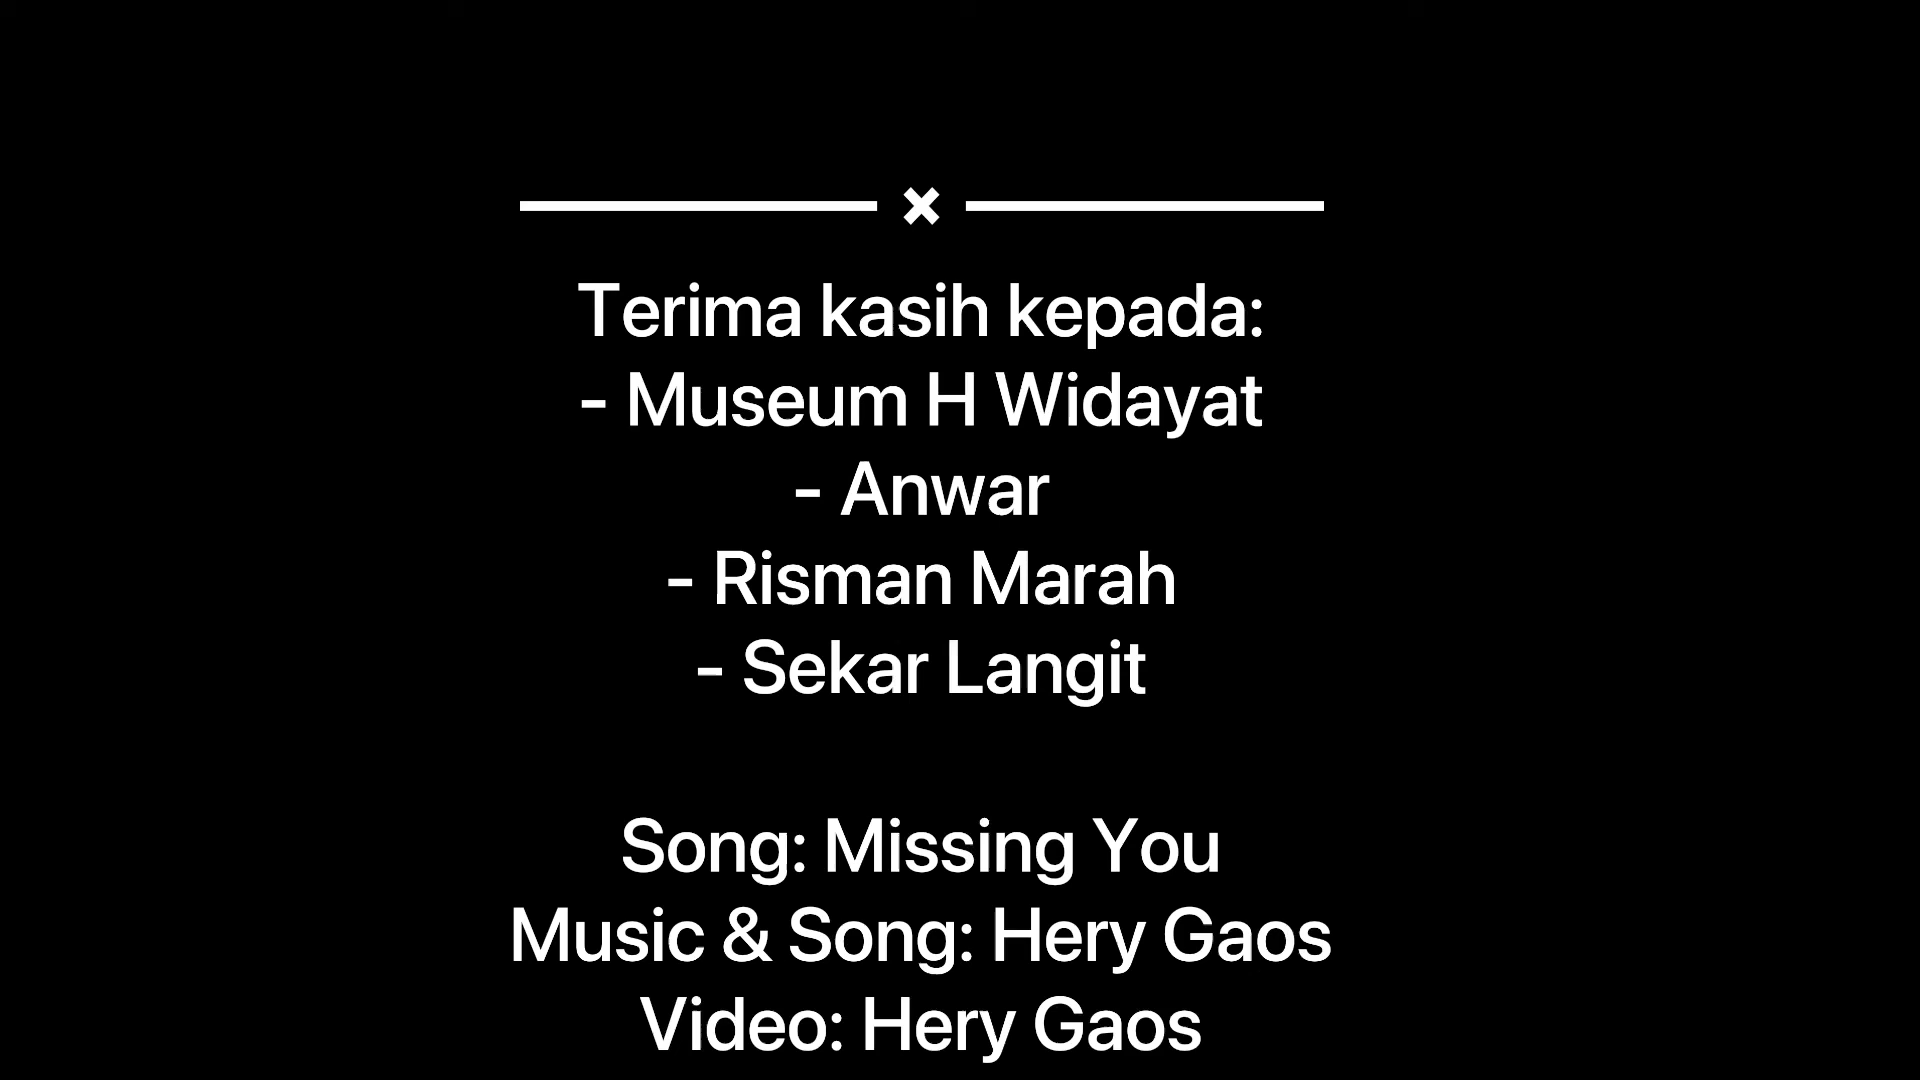 Terima kasih kepada:
- Museum H Widayat
- Anwar
- Risman Marah
- Sekar Langit
Song: Missing You
Music & Song: Hery Gaos
Video: Hery Gaos